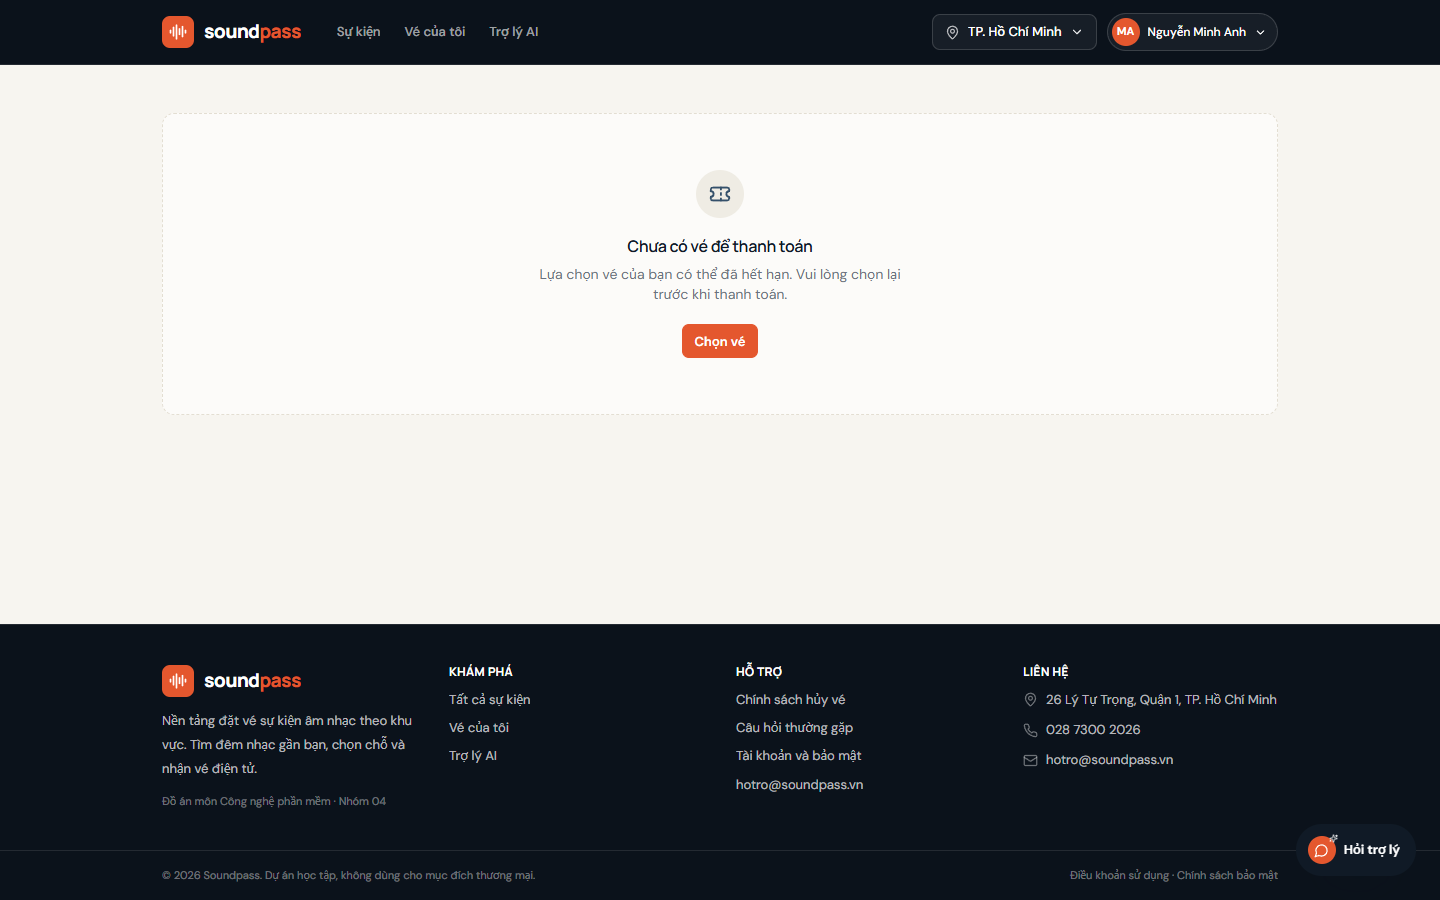 soundpass
Sự kiện
Vé của tôi
Trợ lý AI
TP. Hồ Chí Minh
MA
Nguyễn Minh Anh
Chưa có vé để thanh toán
Lựa chọn vé của bạn có thể đã hết hạn. Vui lòng chọn lại
trước khi thanh toán.
Chọn vé
soundpass
Nền tảng đặt vé sự kiện âm nhạc theo khu
vực. Tìm đêm nhạc gần bạn, chọn chỗ và
nhận vé điện tử.
Đồ án môn Công nghệ phần mềm · Nhóm 04
KHÁM PHÁ
Tất cả sự kiện
Vé của tôi
Trợ lý AI
HỖ TRỢ
Chính sách hủy vé
Câu hỏi thường gặp
Tài khoản và bảo mật
hotro@soundpass.vn
LIÊN HỆ
26 Lý Tự Trọng, Quận 1, TP. Hồ Chí Minh
028 7300 2026
hotro@soundpass.vn
Hỏi trợ lý
© 2026 Soundpass. Dự án học tập, không dùng cho mục đích thương mại.
Điều khoản sử dụng · Chính sách bảo mật